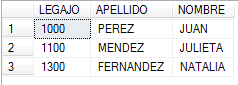 LEGAJO APELLIDO NOMBRE
1 1000 PEREZ JUAN
2 1100 MENDEZ JULIETA
3 1300 FERNANDEZ NATALIA